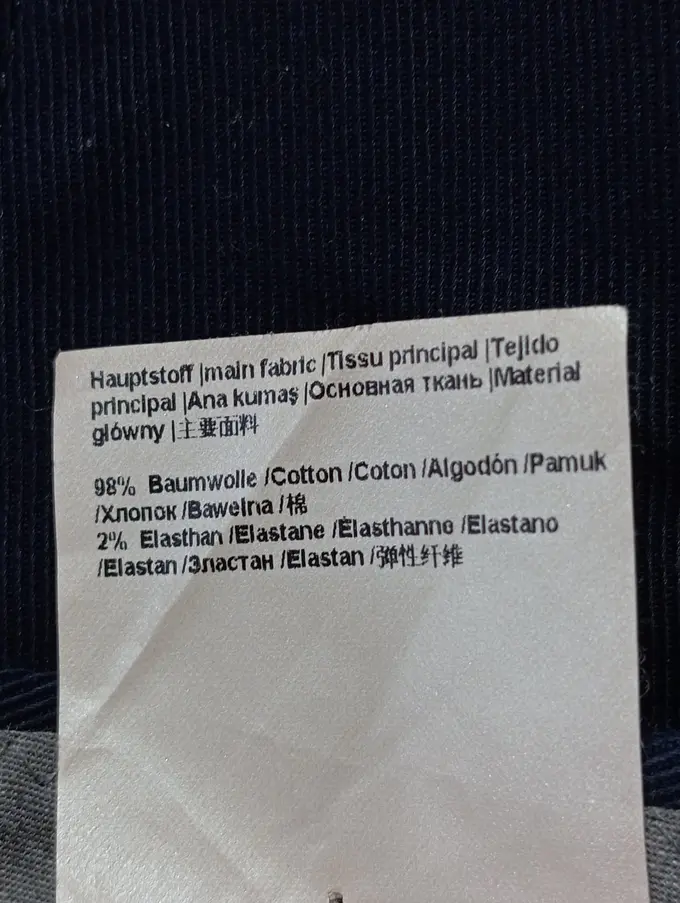 Hauptstoff |main fabric |Tissu principal |Tejido
principal |Ana kumaş |Основная ткань |Material
główny |主要面料
98% Baumwolle /Cotton /Coton /Algodón /Pamuk
/Хлопок /Bawełna /棉
2% Elasthan /Elastane /Élasthanne /Elastano
/Elastan /Эластан /Elastan /弹性纤维